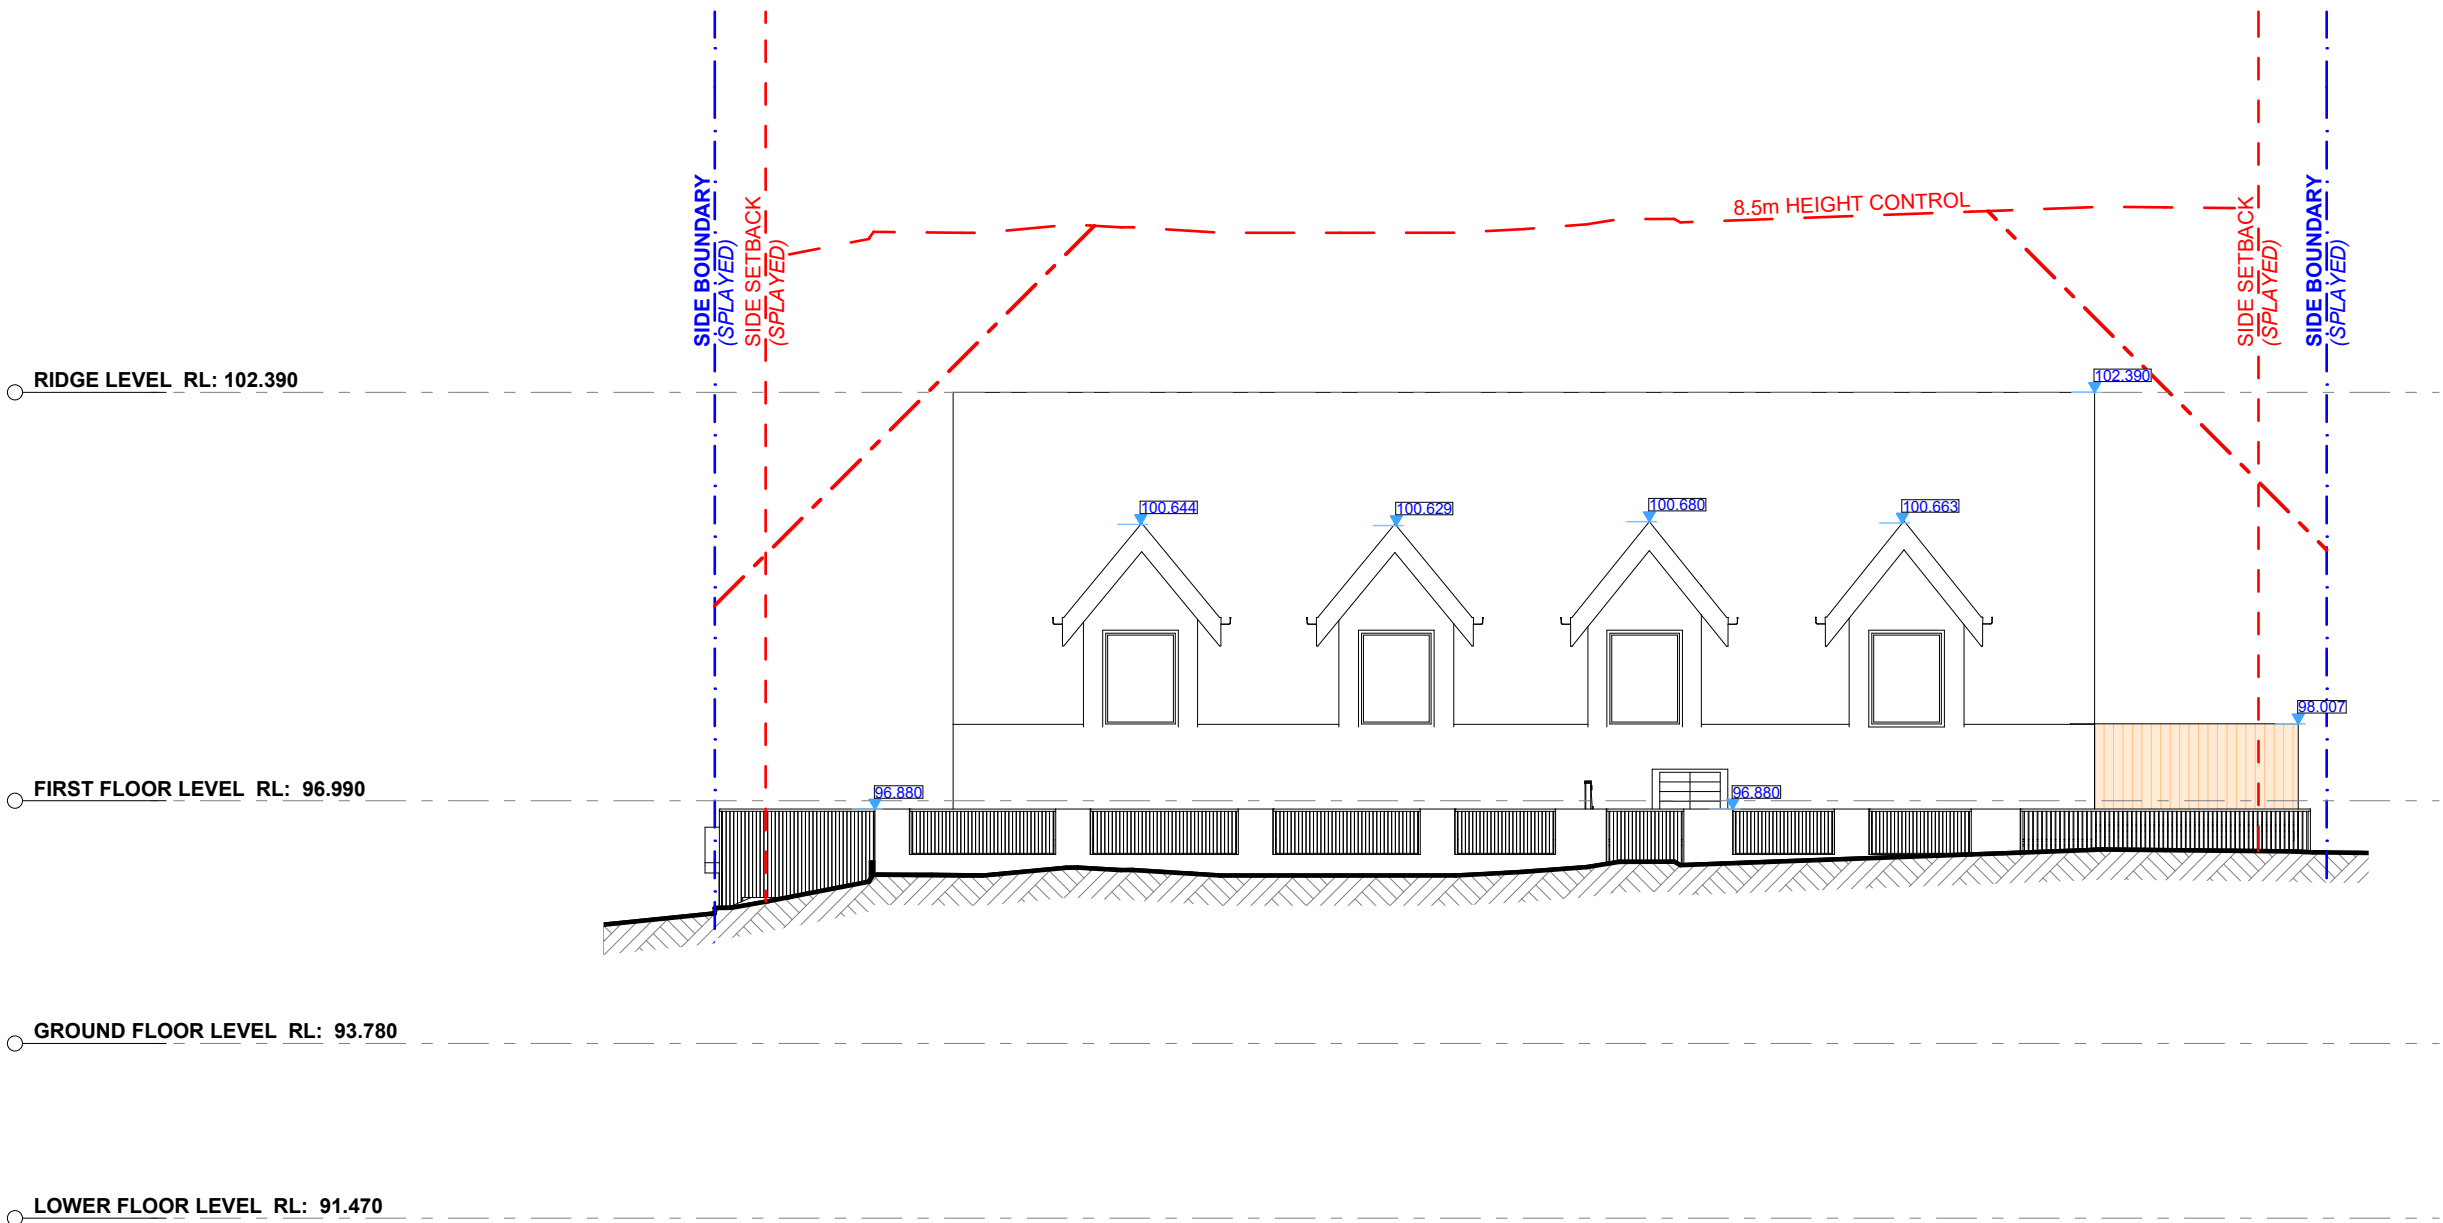 SIDE BOUNDARY
(SPLAYED)
SIDE SETBACK
(SPLAYED)
8.5m HEIGHT CONTROL
SIDE SETBACK
(SPLAYED)
SIDE BOUNDARY
(SPLAYED)
RIDGE LEVEL RL: 102.390
102.390
100.644
100.629
100.680
100.663
98.007
FIRST FLOOR LEVEL RL: 96.990
96.880
96.880
GROUND FLOOR LEVEL RL: 93.780
LOWER FLOOR LEVEL RL: 91.470